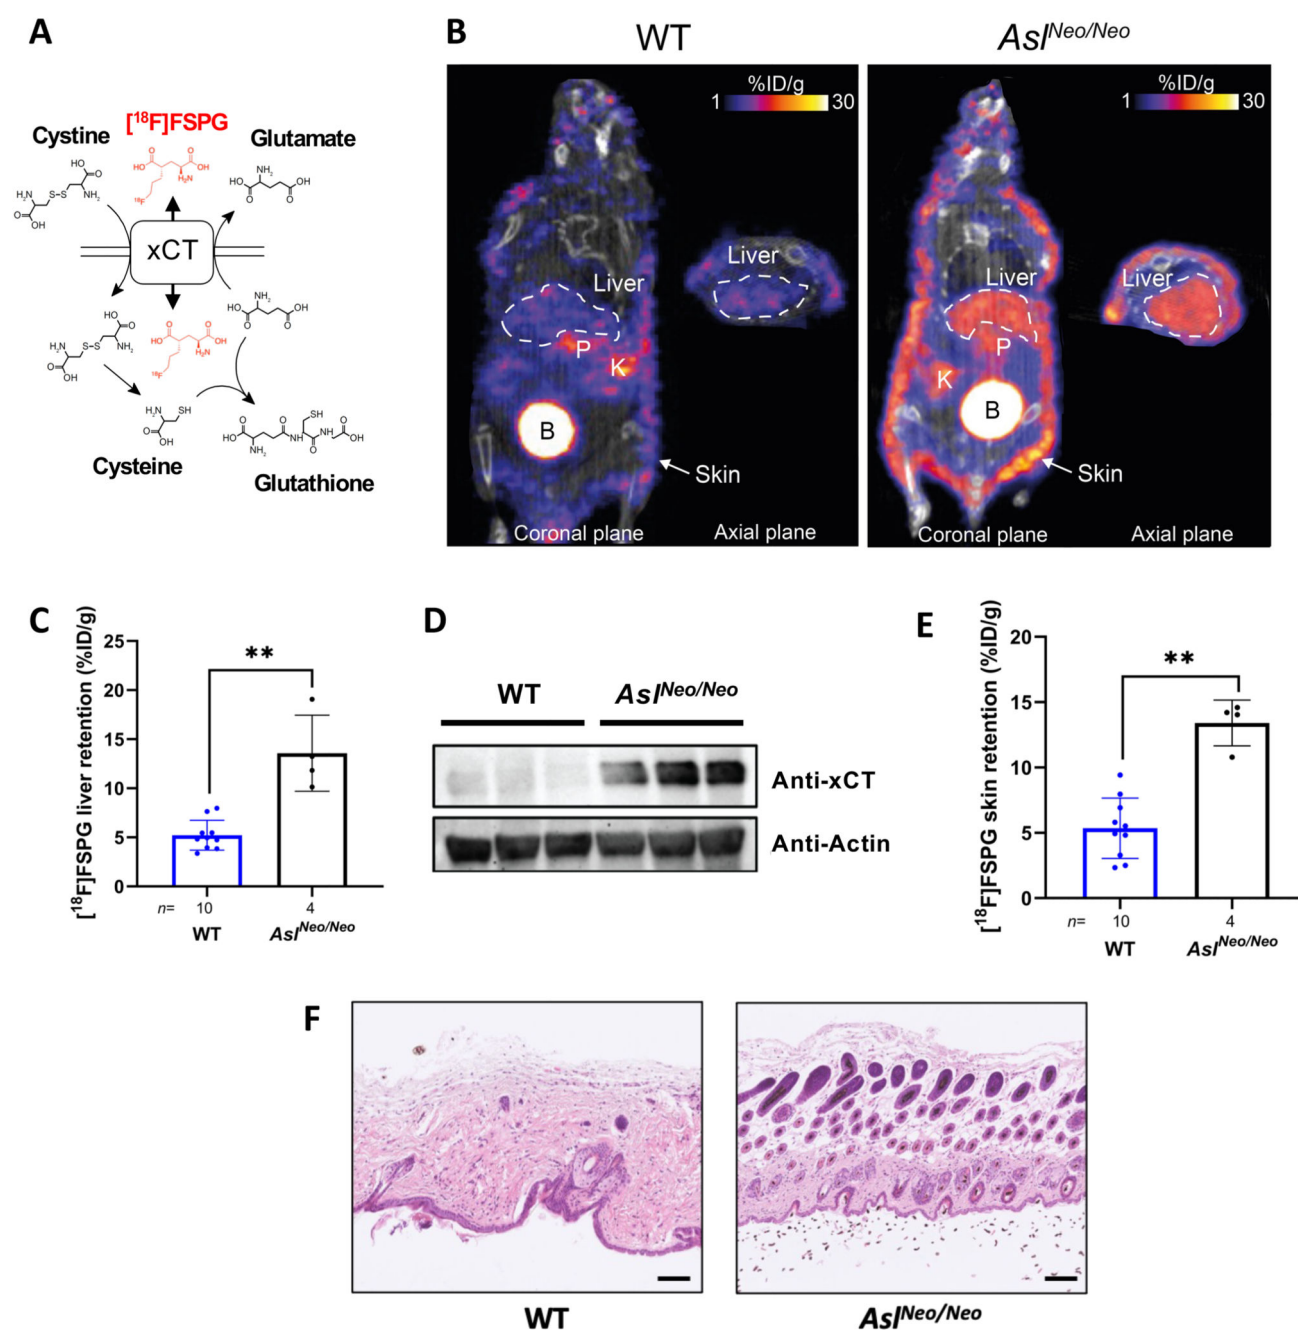 A
Cystine
[¹⁸F]FSPG
Glutamate
xCT
Cysteine
Glutathione
B
WT
Asl^Neo/Neo
%ID/g
1
30
Liver
Liver
P
K
B
Skin
Coronal plane
Axial plane
%ID/g
1
30
Liver
Liver
P
K
B
Skin
Coronal plane
Axial plane
C
[¹⁸F]FSPG liver retention (%ID/g)
25
20
15
10
5
0
**
n= 10 4
WT Asl^Neo/Neo
D
WT Asl^Neo/Neo
Anti-xCT
Anti-Actin
E
[¹⁸F]FSPG skin retention (%ID/g)
20
15
10
5
0
**
n= 10 4
WT Asl^Neo/Neo
F
WT
Asl^Neo/Neo